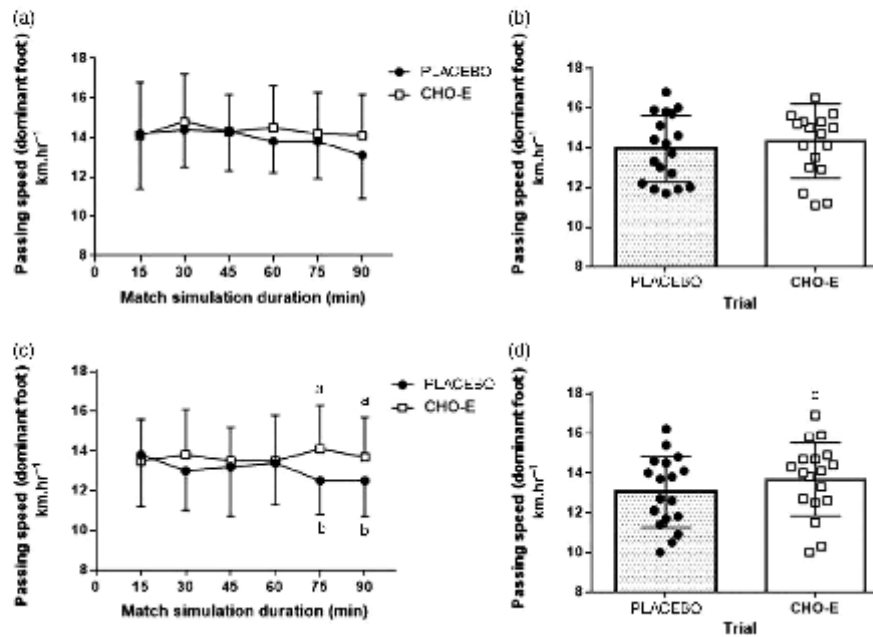 (a)
Passing speed (dominant foot)
km.hr⁻¹
18
16
14
12
10
8
0 15 30 45 60 75 90
Match simulation duration (min)
PLACEBO
CHO-E
(b)
Passing speed (dominant foot)
km.hr⁻¹
18
16
14
12
10
8
PLACEBO CHO-E
Trial
(c)
Passing speed (dominant foot)
km.hr⁻¹
18
16
14
12
10
8
a a
b b
0 15 30 45 60 75 90
Match simulation duration (min)
PLACEBO
CHO-E
(d)
Passing speed (dominant foot)
km.hr⁻¹
18
16
14
12
10
8
PLACEBO CHO-E
Trial